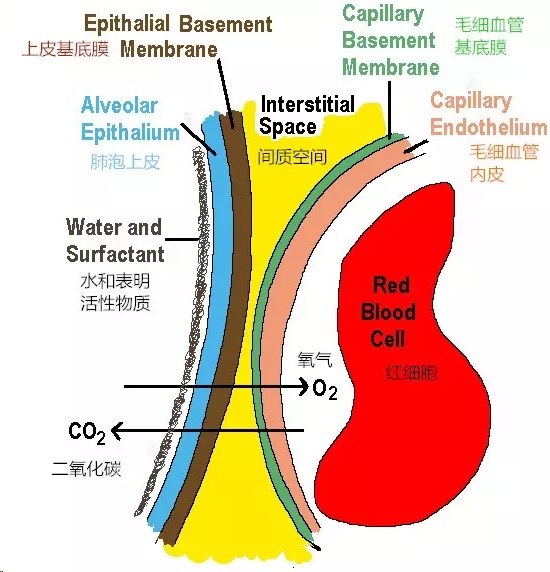 Epithalial Basement
Membrane
上皮基底膜
Capillary
Basement
Membrane
毛细血管
基底膜
Alveolar
Epithalium
肺泡上皮
Interstitial
Space
间质空间
Capillary
Endothelium
毛细血管
内皮
Water and
Surfactant
水和表明
活性物质
Red
Blood
Cell
红细胞
氧气
O2
CO2
二氧化碳